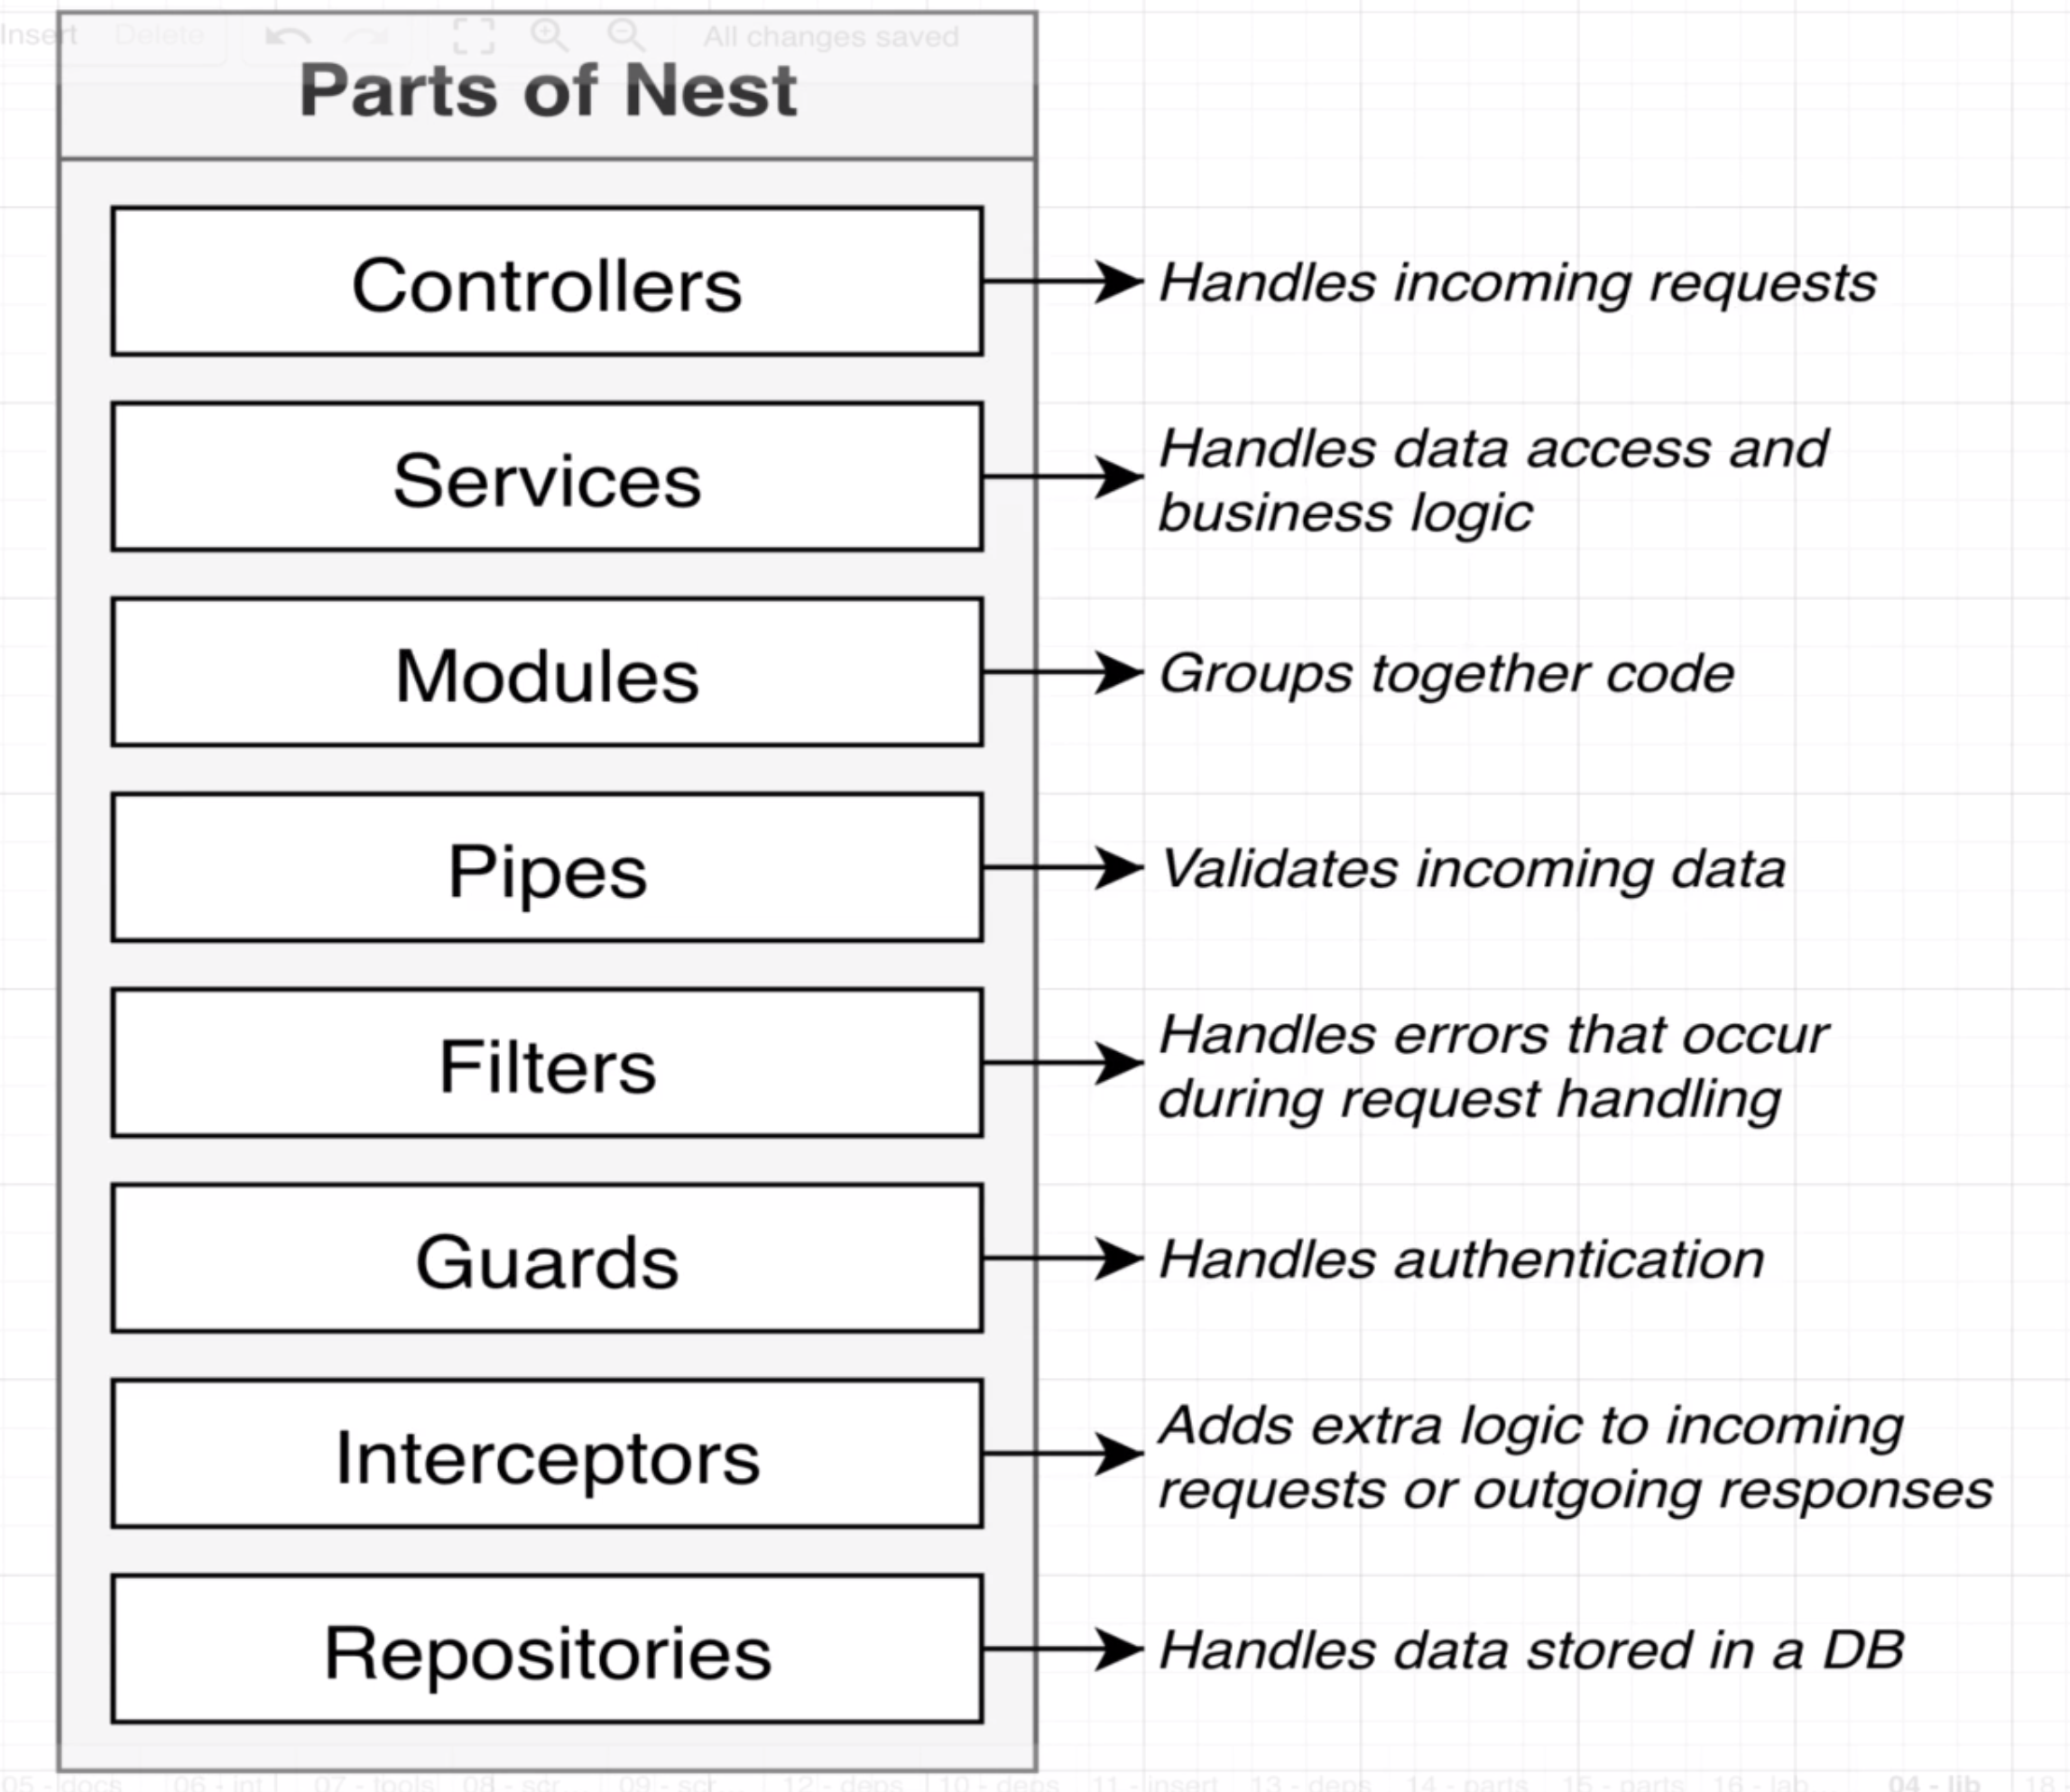 Insert Delete All changes saved
Parts of Nest
Controllers
Handles incoming requests
Services
Handles data access and
business logic
Modules
Groups together code
Pipes
Validates incoming data
Filters
Handles errors that occur
during request handling
Guards
Handles authentication
Interceptors
Adds extra logic to incoming
requests or outgoing responses
Repositories
Handles data stored in a DB
05 - docs 06 - int 07 - tools 08 - scr... 09 - scr... 12 - deps 10 - deps 11 - insert 13 - deps 14 - parts 15 - parts 16 - lab... 04 - lib 18